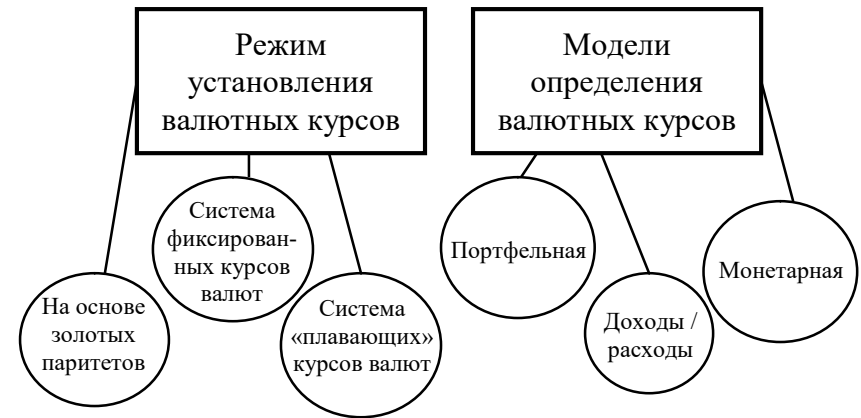 Режим
установления
валютных курсов
Модели
определения
валютных курсов
Система
фиксирован-
ных курсов
валют
Портфельная
Монетарная
На основе
золотых
паритетов
Система
«плавающих»
курсов валют
Доходы /
расходы